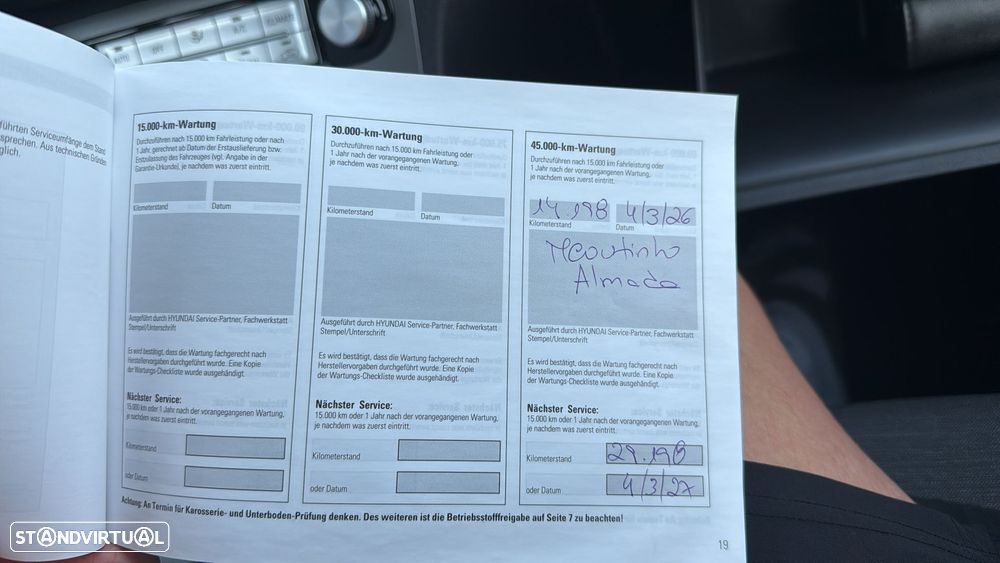 führten Serviceumfänge dem Stand
sprechen. Aus technischen Gründen
glich.
15.000-km-Wartung
Durchzuführen nach 15.000 km Fahrleistung oder nach
1 Jahr, gerechnet ab Datum der Erstauslieferung bzw.
Erstzulassung des Fahrzeuges (vgl. Angabe in der
Garantie-Urkunde), je nachdem was zuerst eintritt.
Kilometerstand Datum
Ausgeführt durch HYUNDAI Service-Partner, Fachwerkstatt
Stempel/Unterschrift
Es wird bestätigt, dass die Wartung fachgerecht nach
Herstellervorgaben durchgeführt wurde. Eine Kopie
der Wartungs-Checkliste wurde ausgehändigt.
Nächster Service:
15.000 km oder 1 Jahr nach der vorangegangenen Wartung,
je nachdem was zuerst eintritt.
Kilometerstand
oder Datum
30.000-km-Wartung
Durchzuführen nach 15.000 km Fahrleistung oder
1 Jahr nach der vorangegangenen Wartung,
je nachdem was zuerst eintritt.
Kilometerstand Datum
Ausgeführt durch HYUNDAI Service-Partner, Fachwerkstatt
Stempel/Unterschrift
Es wird bestätigt, dass die Wartung fachgerecht nach
Herstellervorgaben durchgeführt wurde. Eine Kopie
der Wartungs-Checkliste wurde ausgehändigt.
Nächster Service:
15.000 km oder 1 Jahr nach der vorangegangenen Wartung,
je nachdem was zuerst eintritt.
Kilometerstand
oder Datum
45.000-km-Wartung
Durchzuführen nach 15.000 km Fahrleistung oder
1 Jahr nach der vorangegangenen Wartung,
je nachdem was zuerst eintritt.
14.198 4/3/26
Kilometerstand Datum
MCoutinho
Almada
Ausgeführt durch HYUNDAI Service-Partner, Fachwerkstatt
Stempel/Unterschrift
Es wird bestätigt, dass die Wartung fachgerecht nach
Herstellervorgaben durchgeführt wurde. Eine Kopie
der Wartungs-Checkliste wurde ausgehändigt.
Nächster Service:
15.000 km oder 1 Jahr nach der vorangegangenen Wartung,
je nachdem was zuerst eintritt.
Kilometerstand 29.198
oder Datum 4/3/27
Achtung: An Termin für Karosserie- und Unterboden-Prüfung denken. Des weiteren ist die Betriebsstofffreigabe auf Seite 7 zu beachten!
19
STANDVIRTUAL